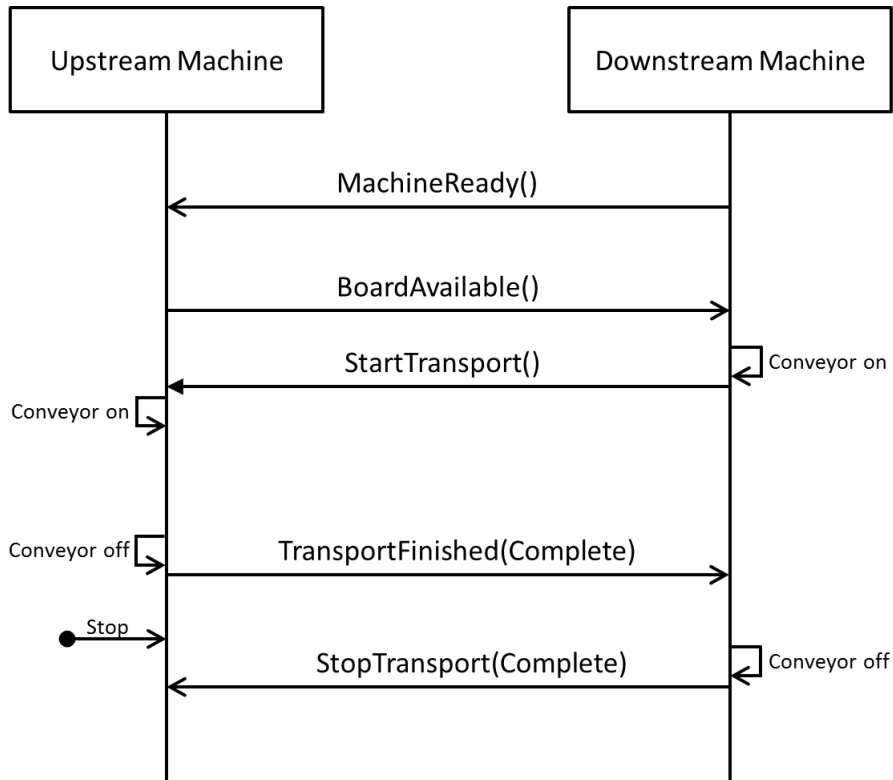 Upstream Machine
Downstream Machine
MachineReady()
BoardAvailable()
StartTransport()
Conveyor on
Conveyor on
Conveyor off
TransportFinished(Complete)
Stop
StopTransport(Complete)
Conveyor off